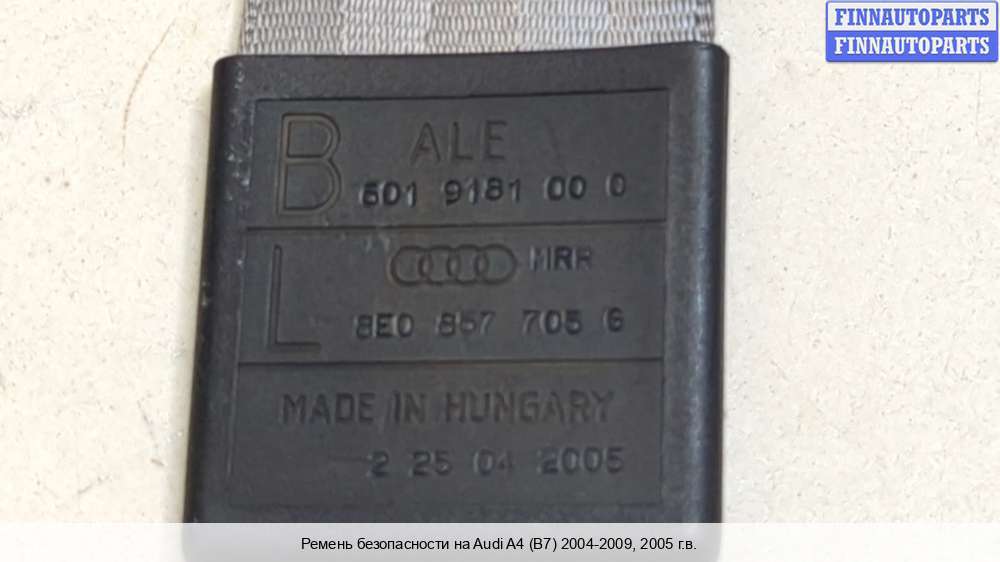 FINNAUTOPARTS
FINNAUTOPARTS
B ALE
601 9181 00 0
L MRR
8E0 857 705 G
MADE IN HUNGARY
2 25 04 2005
Ремень безопасности на Audi A4 (B7) 2004-2009, 2005 г.в.